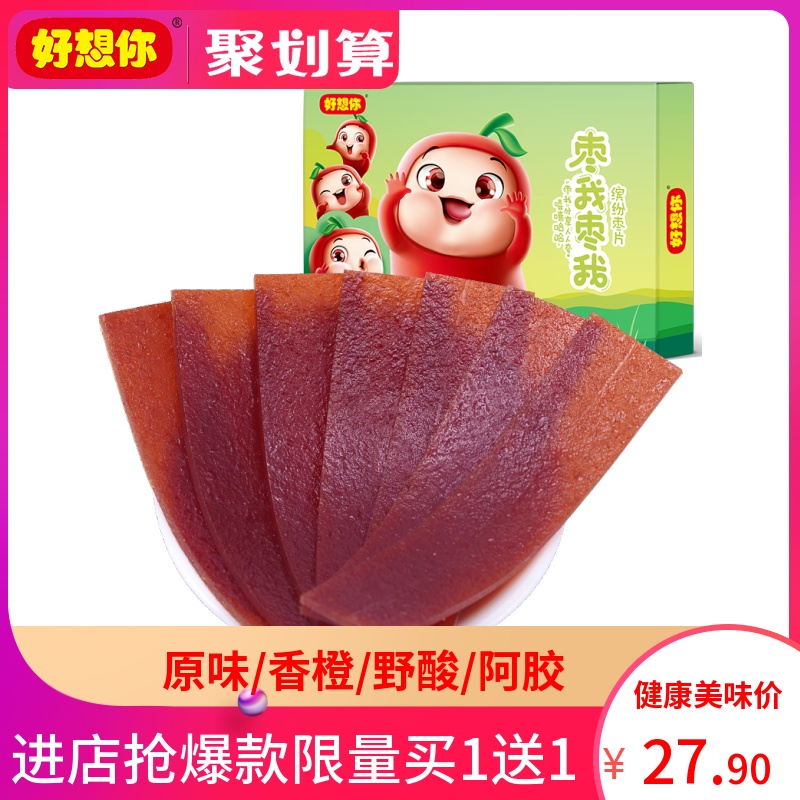 好想你® 聚划算
好想你
枣我枣我
缤纷枣片
好想你
原味/香橙/野酸/阿胶
健康美味价
进店抢爆款限量买1送1
¥ 27.90